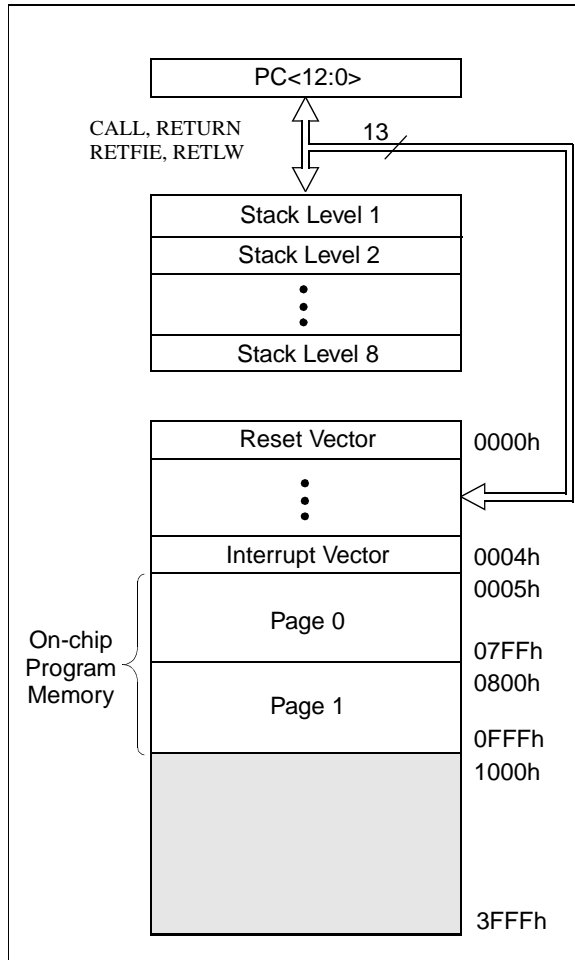 PC<12:0>
CALL, RETURN
RETFIE, RETLW
13
Stack Level 1
Stack Level 2
Stack Level 8
Reset Vector
0000h
Interrupt Vector
0004h
0005h
Page 0
On-chip
Program
Memory
07FFh
0800h
Page 1
0FFFh
1000h
3FFFh